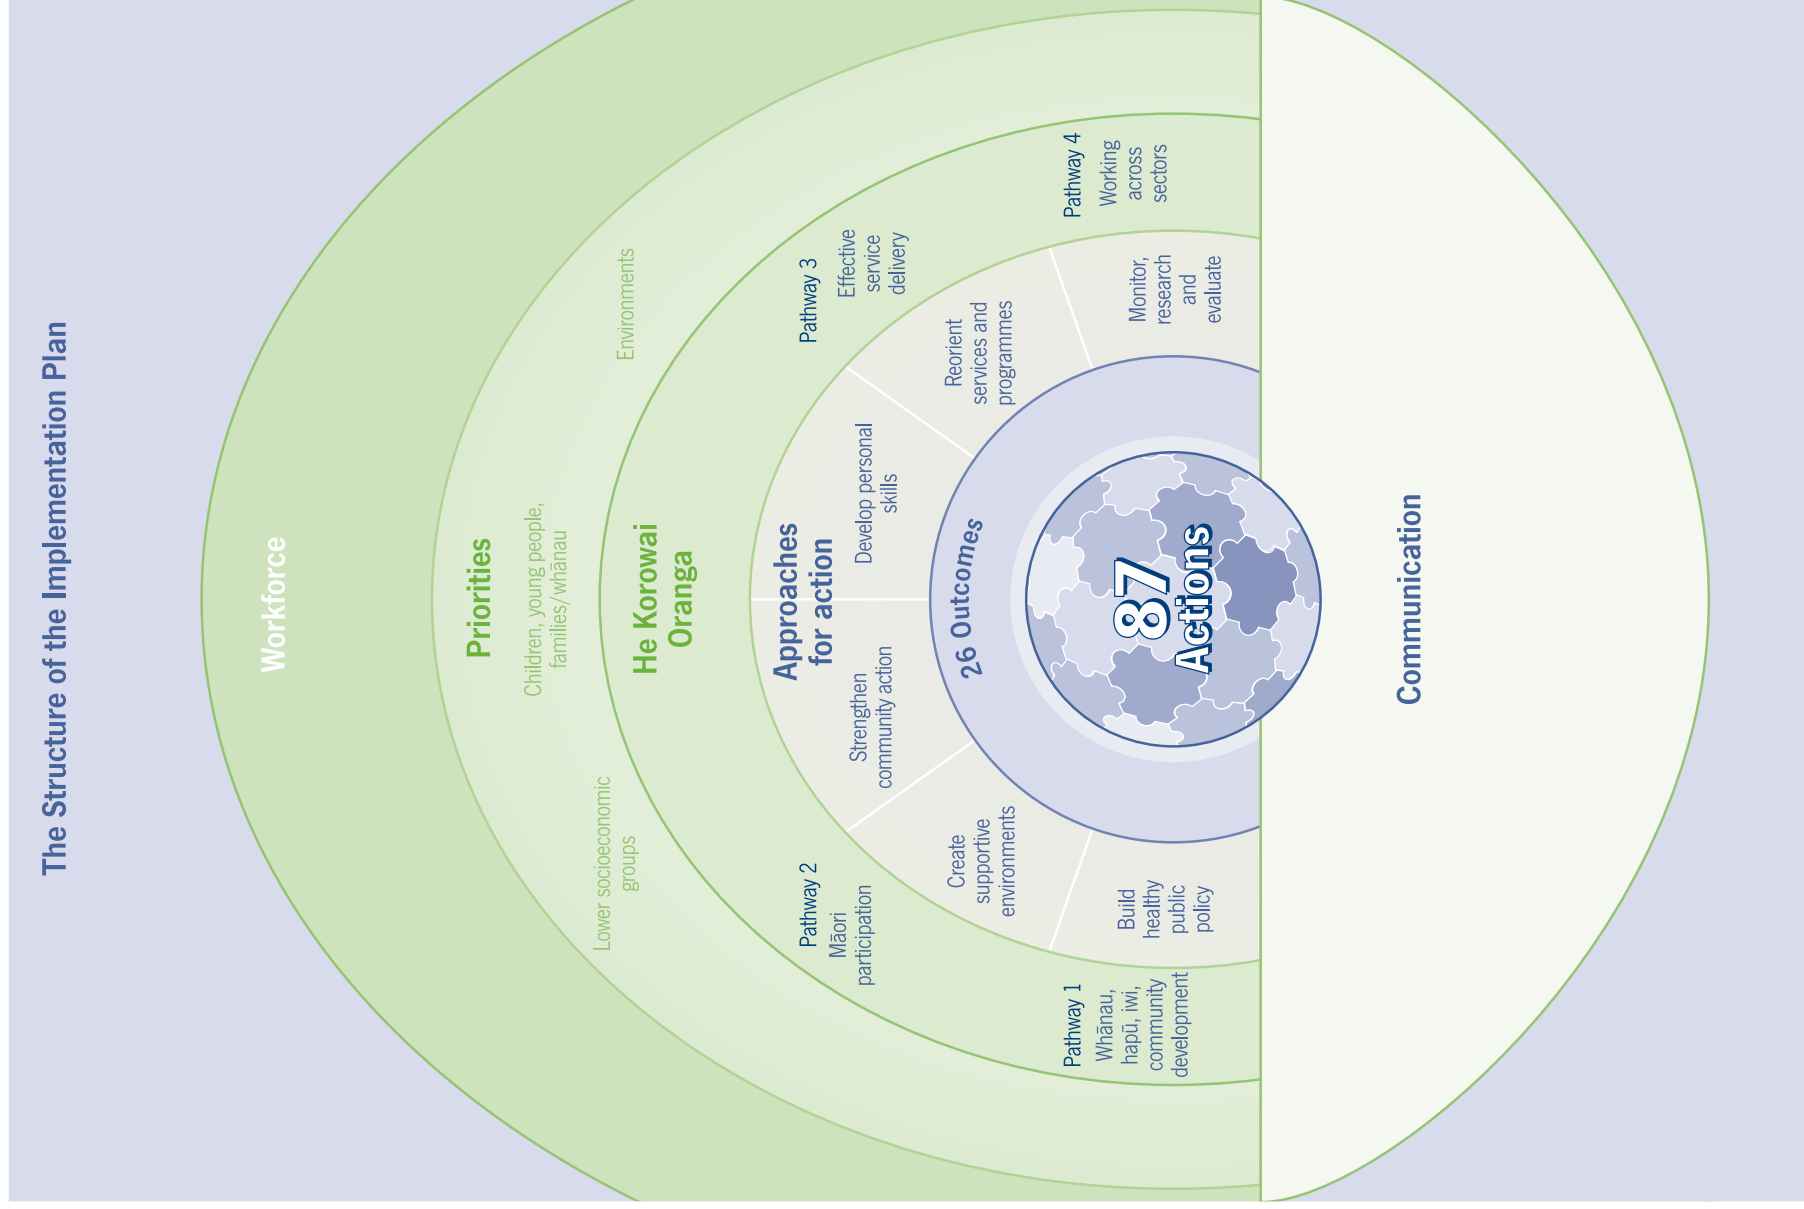 The Structure of the Implementation Plan
Workforce
Priorities
Lower socioeconomic
groups
Children, young people,
families/whānau
Environments
He Korowai
Oranga
Pathway 1
Whānau,
hapū, iwi,
community
development
Pathway 2
Māori
participation
Pathway 3
Effective
service
delivery
Pathway 4
Working
across
sectors
Approaches
for action
Build
healthy
public
policy
Create
supportive
environments
Strengthen
community action
Develop personal
skills
Reorient
services and
programmes
Monitor,
research
and
evaluate
26 Outcomes
87
Actions
Communication